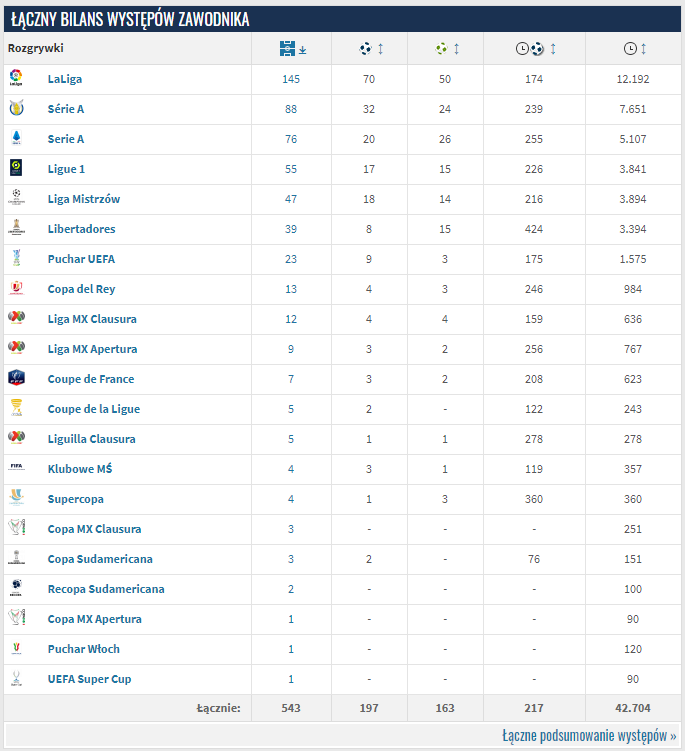 ŁĄCZNY BILANS WYSTĘPÓW ZAWODNIKA
Rozgrywki
LaLiga 145 70 50 174 12.192
Série A 88 32 24 239 7.651
Serie A 76 20 26 255 5.107
Ligue 1 55 17 15 226 3.841
Liga Mistrzów 47 18 14 216 3.894
Libertadores 39 8 15 424 3.394
Puchar UEFA 23 9 3 175 1.575
Copa del Rey 13 4 3 246 984
Liga MX Clausura 12 4 4 159 636
Liga MX Apertura 9 3 2 256 767
Coupe de France 7 3 2 208 623
Coupe de la Ligue 5 2 - 122 243
Liguilla Clausura 5 1 1 278 278
Klubowe MŚ 4 3 1 119 357
Supercopa 4 1 3 360 360
Copa MX Clausura 3 - - - 251
Copa Sudamericana 3 2 - 76 151
Recopa Sudamericana 2 - - - 100
Copa MX Apertura 1 - - - 90
Puchar Włoch 1 - - - 120
UEFA Super Cup 1 - - - 90
Łącznie: 543 197 163 217 42.704
Łączne podsumowanie występów »